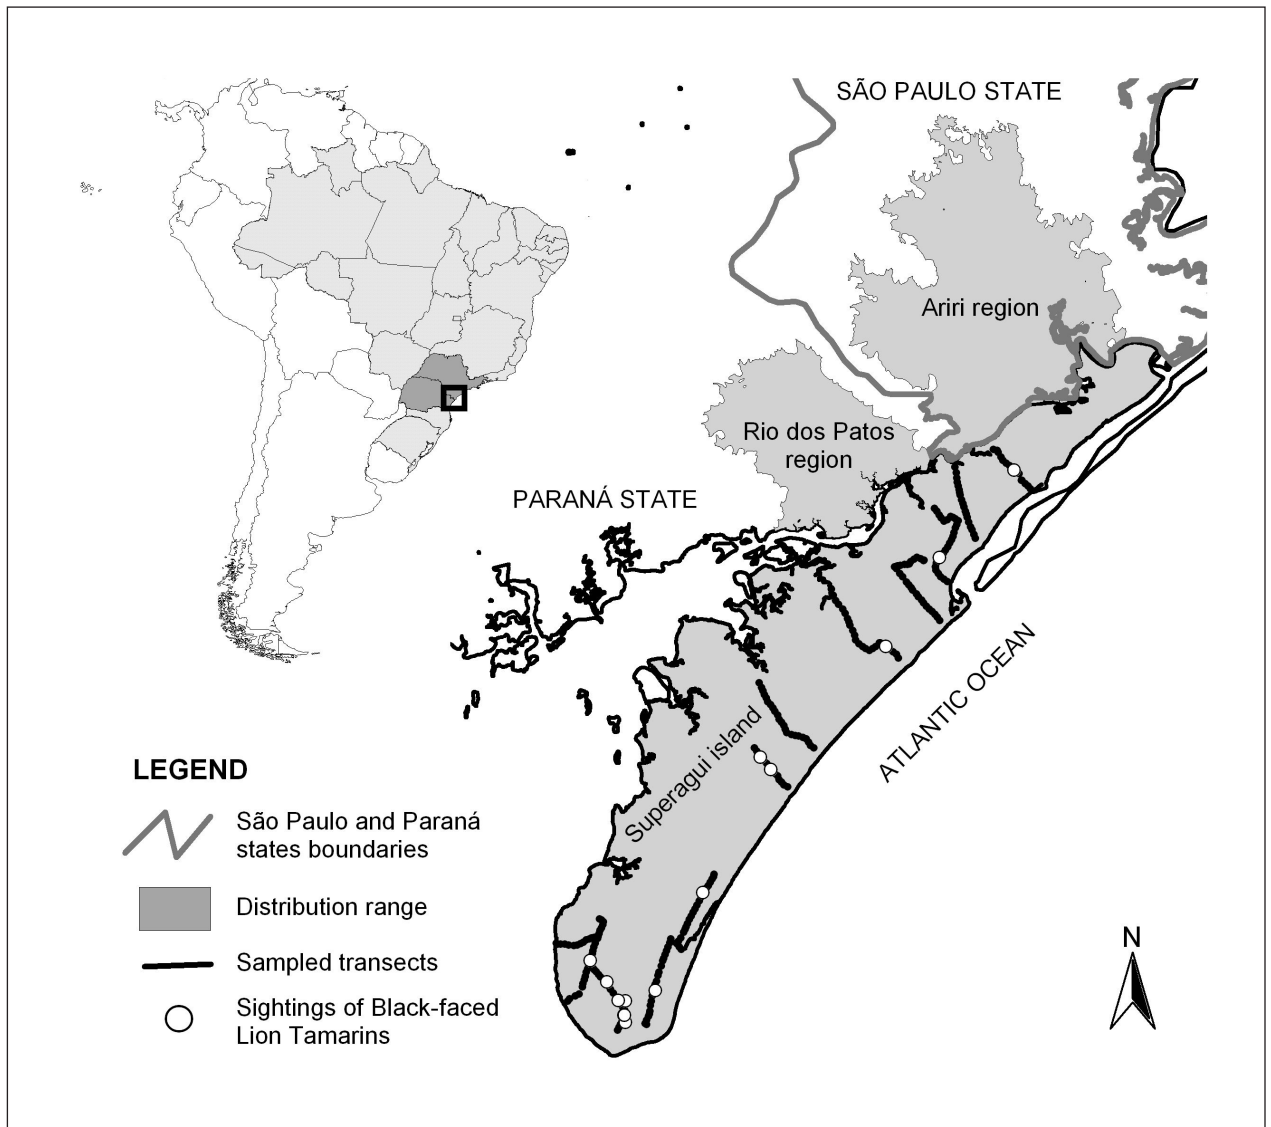 SÃO PAULO STATE
Ariri region
Rio dos Patos
region
PARANÁ STATE
ATLANTIC OCEAN
Superagui island
LEGEND
São Paulo and Paraná
states boundaries
Distribution range
Sampled transects
Sightings of Black-faced
Lion Tamarins
N